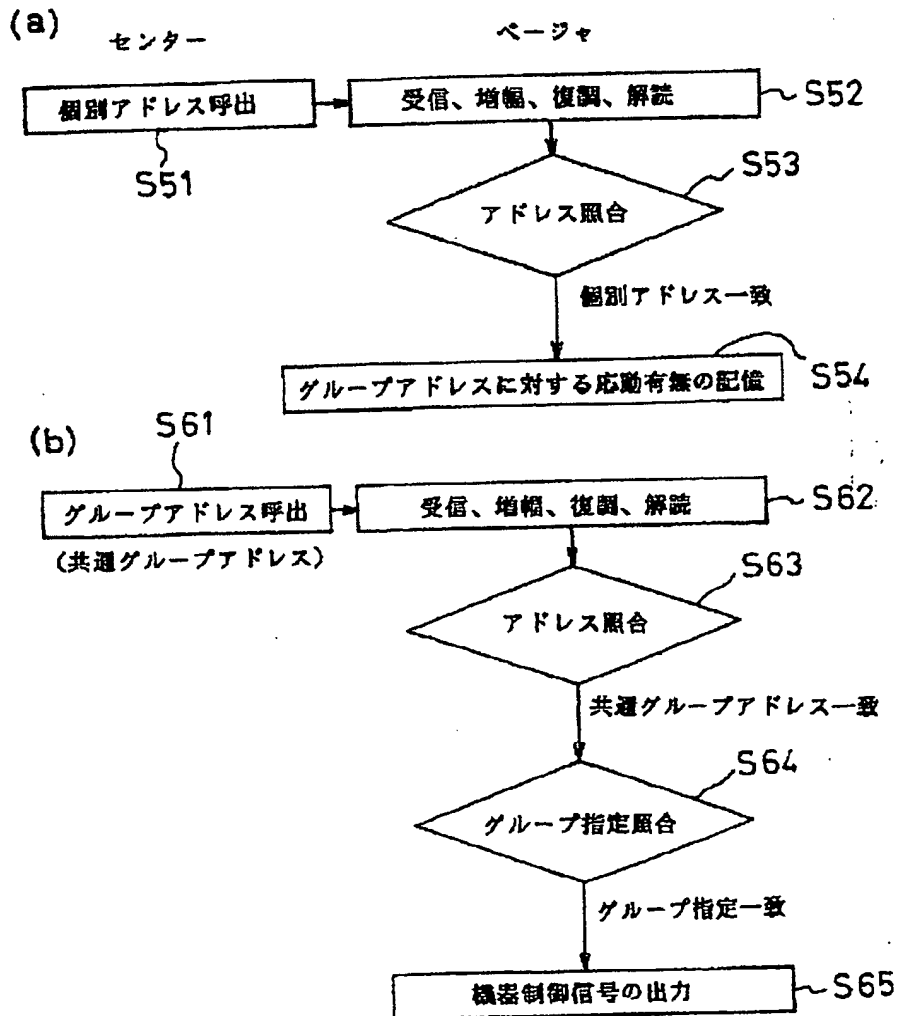 (a)
センター
ページャ
個別アドレス呼出
受信、増幅、復調、解読
S52
S51
S53
アドレス照合
個別アドレス一致
グループアドレスに対する応動有無の記憶
S54
(b)
S61
グループアドレス呼出
受信、増幅、復調、解読
S62
(共通グループアドレス)
S63
アドレス照合
共通グループアドレス一致
S64
グループ指定照合
グループ指定一致
機器制御信号の出力
S65